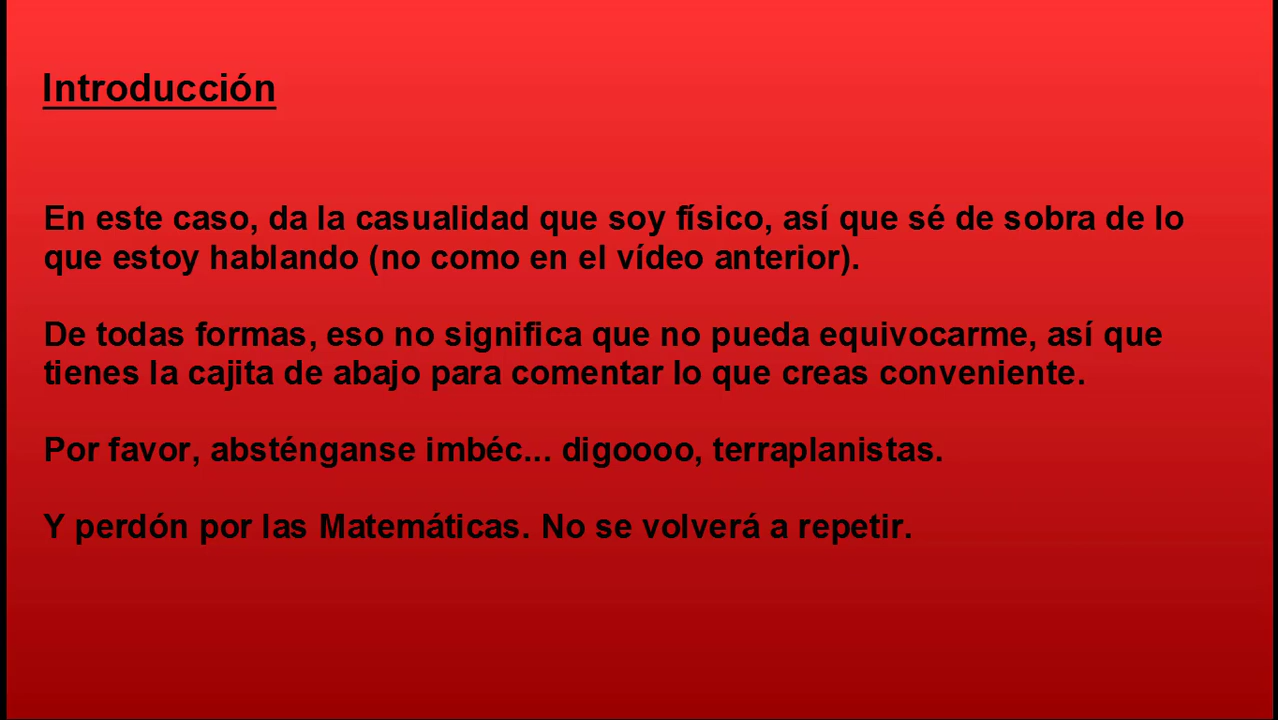 Introducción
En este caso, da la casualidad que soy físico, así que sé de sobra de lo
que estoy hablando (no como en el vídeo anterior).
De todas formas, eso no significa que no pueda equivocarme, así que
tienes la cajita de abajo para comentar lo que creas conveniente.
Por favor, absténganse imbéc... digoooo, terraplanistas.
Y perdón por las Matemáticas. No se volverá a repetir.